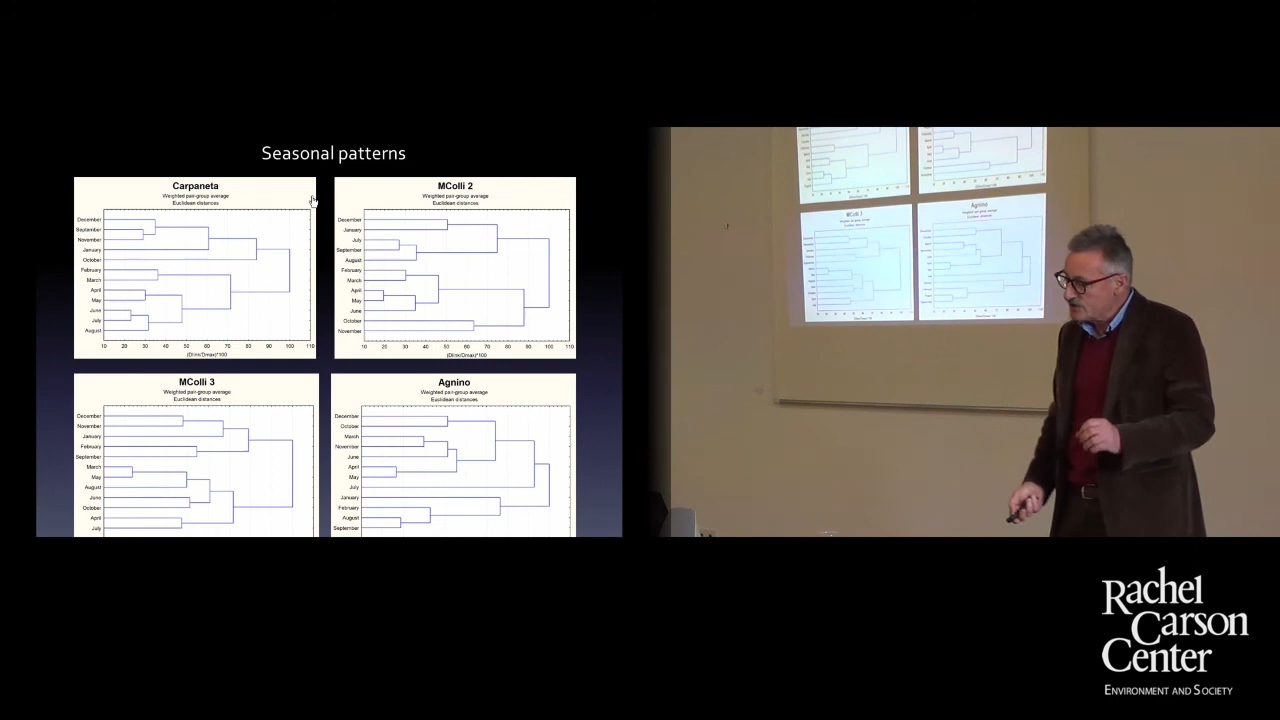 Seasonal patterns
Carpaneta
Weighted pair-group average
Euclidean distances
December
September
November
January
October
February
March
April
May
June
July
August
10 20 30 40 50 60 70 80 90 100 110
(Dlink/Dmax)*100
MColli 2
Weighted pair-group average
Euclidean distances
December
January
July
September
August
February
March
April
May
June
October
November
10 20 30 40 50 60 70 80 90 100 110
(Dlink/Dmax)*100
MColli 3
Weighted pair-group average
Euclidean distances
December
November
January
February
September
March
May
August
June
October
April
July
Agnino
Weighted pair-group average
Euclidean distances
December
October
March
November
June
April
May
July
January
February
August
September
MColli 3
Agnino
Rachel
Carson
Center
ENVIRONMENT AND SOCIETY